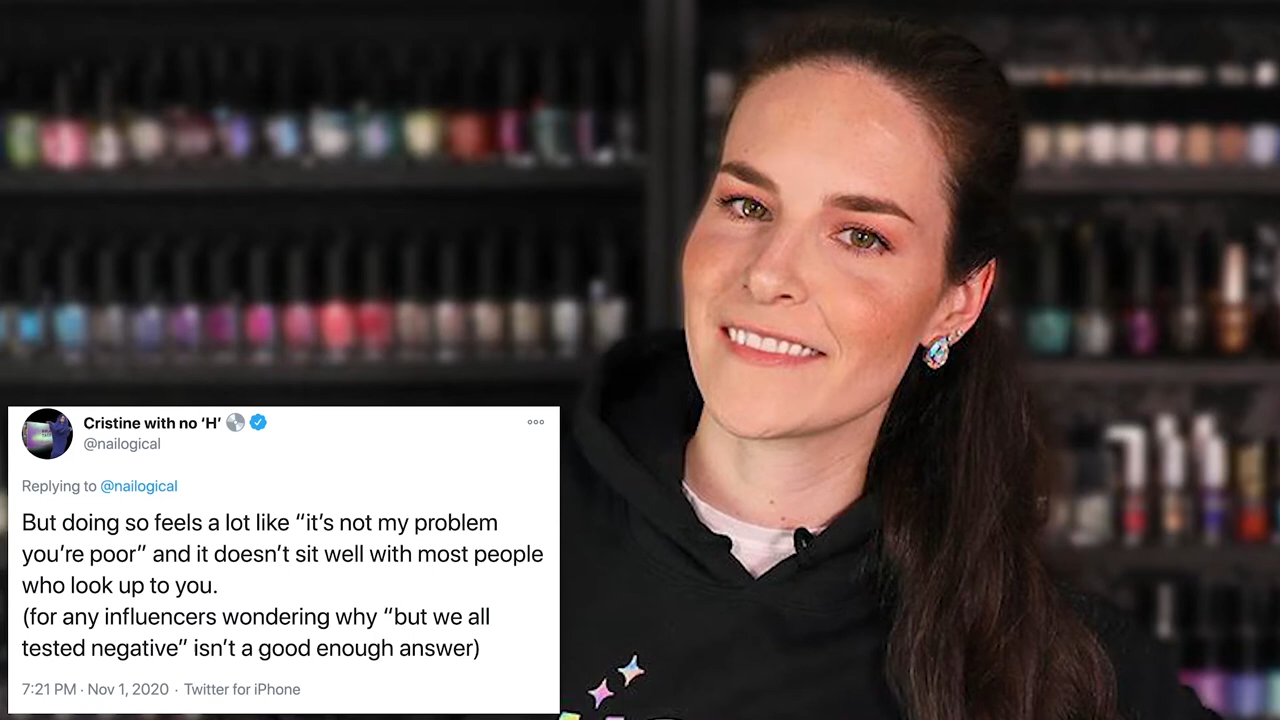 Cristine with no ‘H’
@nailogical
Replying to @nailogical
But doing so feels a lot like “it’s not my problem
you’re poor” and it doesn’t sit well with most people
who look up to you.
(for any influencers wondering why “but we all
tested negative” isn’t a good enough answer)
7:21 PM · Nov 1, 2020 · Twitter for iPhone